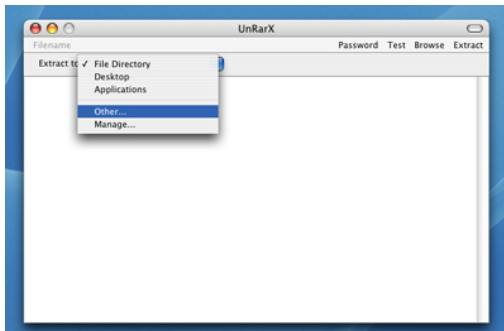 UnRarX
Filename Password Test Browse Extract
Extract to ✓ File Directory
Desktop
Applications
Other...
Manage...